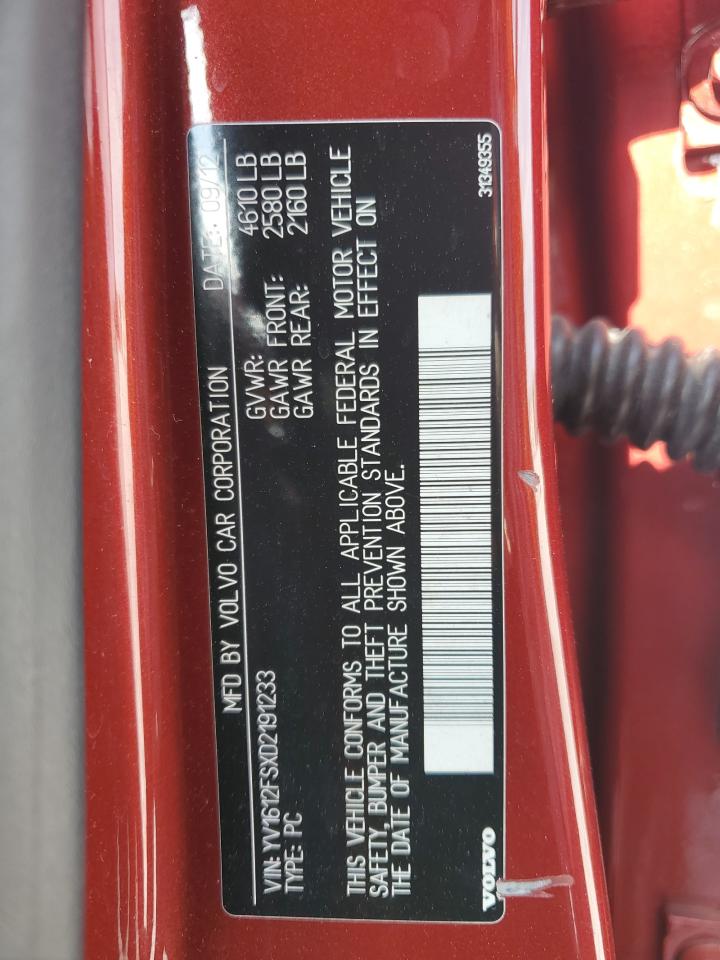 MFD BY VOLVO CAR CORPORATION DATE: 09/12
GVWR: 4610 LB
VIN: YV1612FSXD2191233 GAWR FRONT: 2580 LB
TYPE: PC GAWR REAR: 2160 LB
THIS VEHICLE CONFORMS TO ALL APPLICABLE FEDERAL MOTOR VEHICLE
SAFETY, BUMPER AND THEFT PREVENTION STANDARDS IN EFFECT ON
THE DATE OF MANUFACTURE SHOWN ABOVE.
VOLVO 31349355